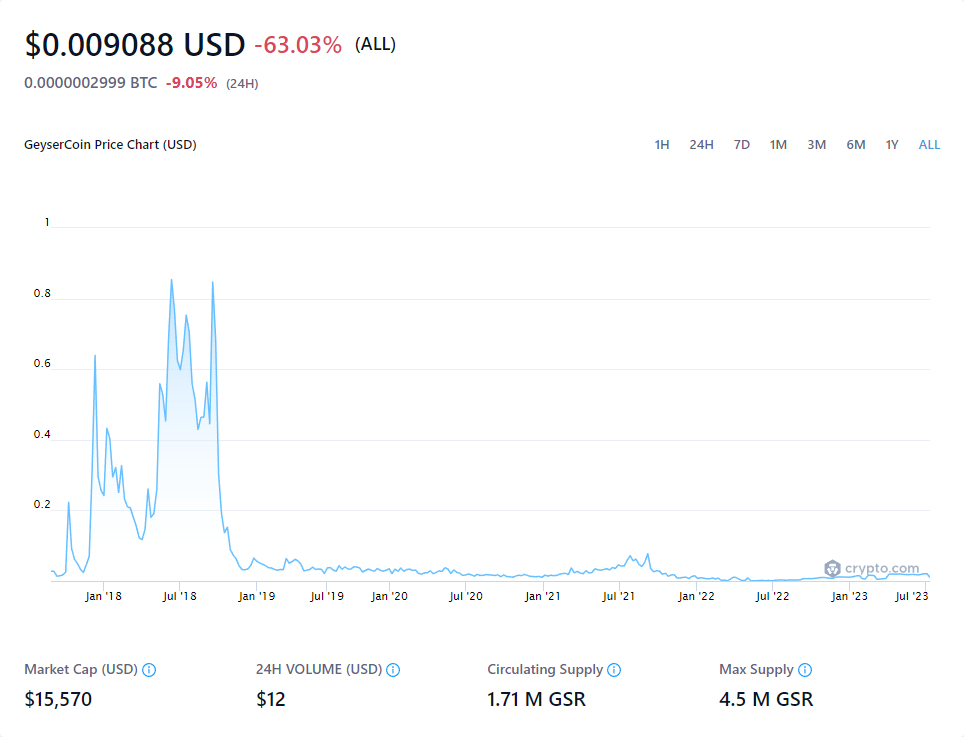 $0.009088 USD -63.03% (ALL)
0.0000002999 BTC -9.05% (24H)
GeyserCoin Price Chart (USD) 1H 24H 7D 1M 3M 6M 1Y ALL
1
0.8
0.6
0.4
0.2
crypto.com
Jan '18 Jul '18 Jan '19 Jul '19 Jan '20 Jul '20 Jan '21 Jul '21 Jan '22 Jul '22 Jan '23 Jul '23
Market Cap (USD) 24H VOLUME (USD) Circulating Supply Max Supply
$15,570 $12 1.71 M GSR 4.5 M GSR